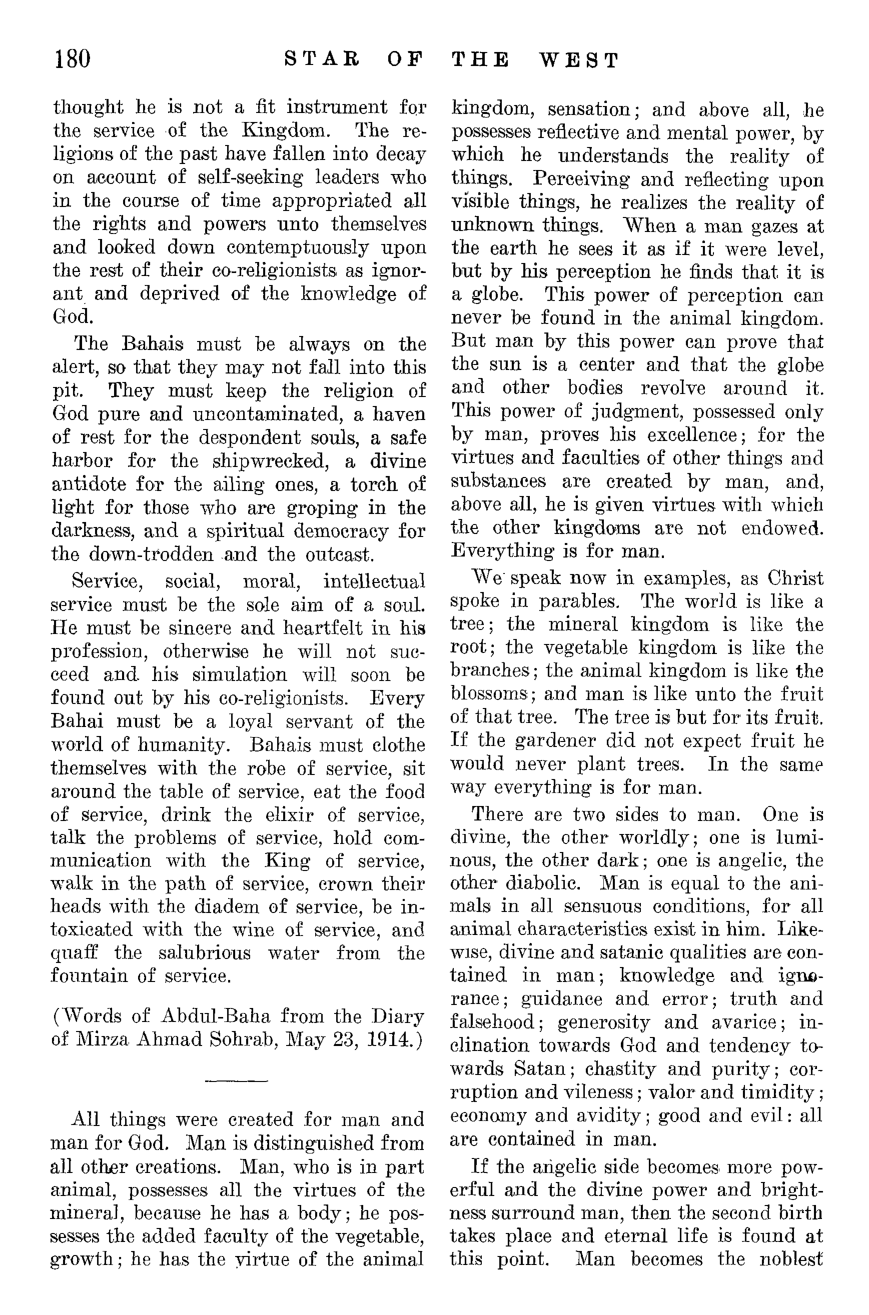 180 STAR OF THE WEST
thought he is not a fit instrument for
the service of the Kingdom. The re-
ligions of the past have fallen into decay
on account of self-seeking leaders who
in the course of time appropriated all
the rights and powers unto themselves
and looked down contemptuously upon
the rest of their co-religionists as ignor-
ant and deprived of the knowledge of
God.
The Bahais must be always on the
alert, so that they may not fall into this
pit. They must keep the religion of
God pure and uncontaminated, a haven
of rest for the despondent souls, a safe
harbor for the shipwrecked, a divine
antidote for the ailing ones, a torch of
light for those who are groping in the
darkness, and a spiritual democracy for
the down-trodden and the outcast.
Service, social, moral, intellectual
service must be the sole aim of a soul.
He must be sincere and heartfelt in his
profession, otherwise he will not suc-
ceed and his simulation will soon be
found out by his co-religionists. Every
Bahai must be a loyal servant of the
world of humanity. Bahais must clothe
themselves with the robe of service, sit
around the table of service, eat the food
of service, drink the elixir of service,
talk the problems of service, hold com-
munication with the King of service,
walk in the path of service, crown their
heads with the diadem of service, be in-
toxicated with the wine of service, and
quaff the salubrious water from the
fountain of service.
(Words of Abdul-Baha from the Diary
of Mirza Ahmad Sohrab, May 23, 1914.)
All things were created for man and
man for God. Man is distinguished from
all other creations. Man, who is in part
animal, possesses all the virtues of the
mineral, because he has a body; he pos-
sesses the added faculty of the vegetable,
growth; he has the virtue of the animal
kingdom, sensation; and above all, he
possesses reflective and mental power, by
which he understands the reality of
things. Perceiving and reflecting upon
visible things, he realizes the reality of
unknown things. When a man gazes at
the earth he sees it as if it were level,
but by his perception he finds that it is
a globe. This power of perception can
never be found in the animal kingdom.
But man by this power can prove that
the sun is a center and that the globe
and other bodies revolve around it.
This power of judgment, possessed only
by man, proves his excellence; for the
virtues and faculties of other things and
substances are created by man, and,
above all, he is given virtues with which
the other kingdoms are not endowed.
Everything is for man.
We speak now in examples, as Christ
spoke in parables. The world is like a
tree; the mineral kingdom is like the
root; the vegetable kingdom is like the
branches; the animal kingdom is like the
blossoms; and man is like unto the fruit
of that tree. The tree is but for its fruit.
If the gardener did not expect fruit he
would never plant trees. In the same
way everything is for man.
There are two sides to man. One is
divine, the other worldly; one is lumi-
nous, the other dark; one is angelic, the
other diabolic. Man is equal to the ani-
mals in all sensuous conditions, for all
animal characteristics exist in him. Like-
wise, divine and satanic qualities are con-
tained in man; knowledge and igno-
rance; guidance and error; truth and
falsehood; generosity and avarice; in-
clination towards God and tendency to-
wards Satan; chastity and purity; cor-
ruption and vileness; valor and timidity;
economy and avidity; good and evil: all
are contained in man.
If the angelic side becomes more pow-
erful and the divine power and bright-
ness surround man, then the second birth
takes place and eternal life is found at
this point. Man becomes the noblest